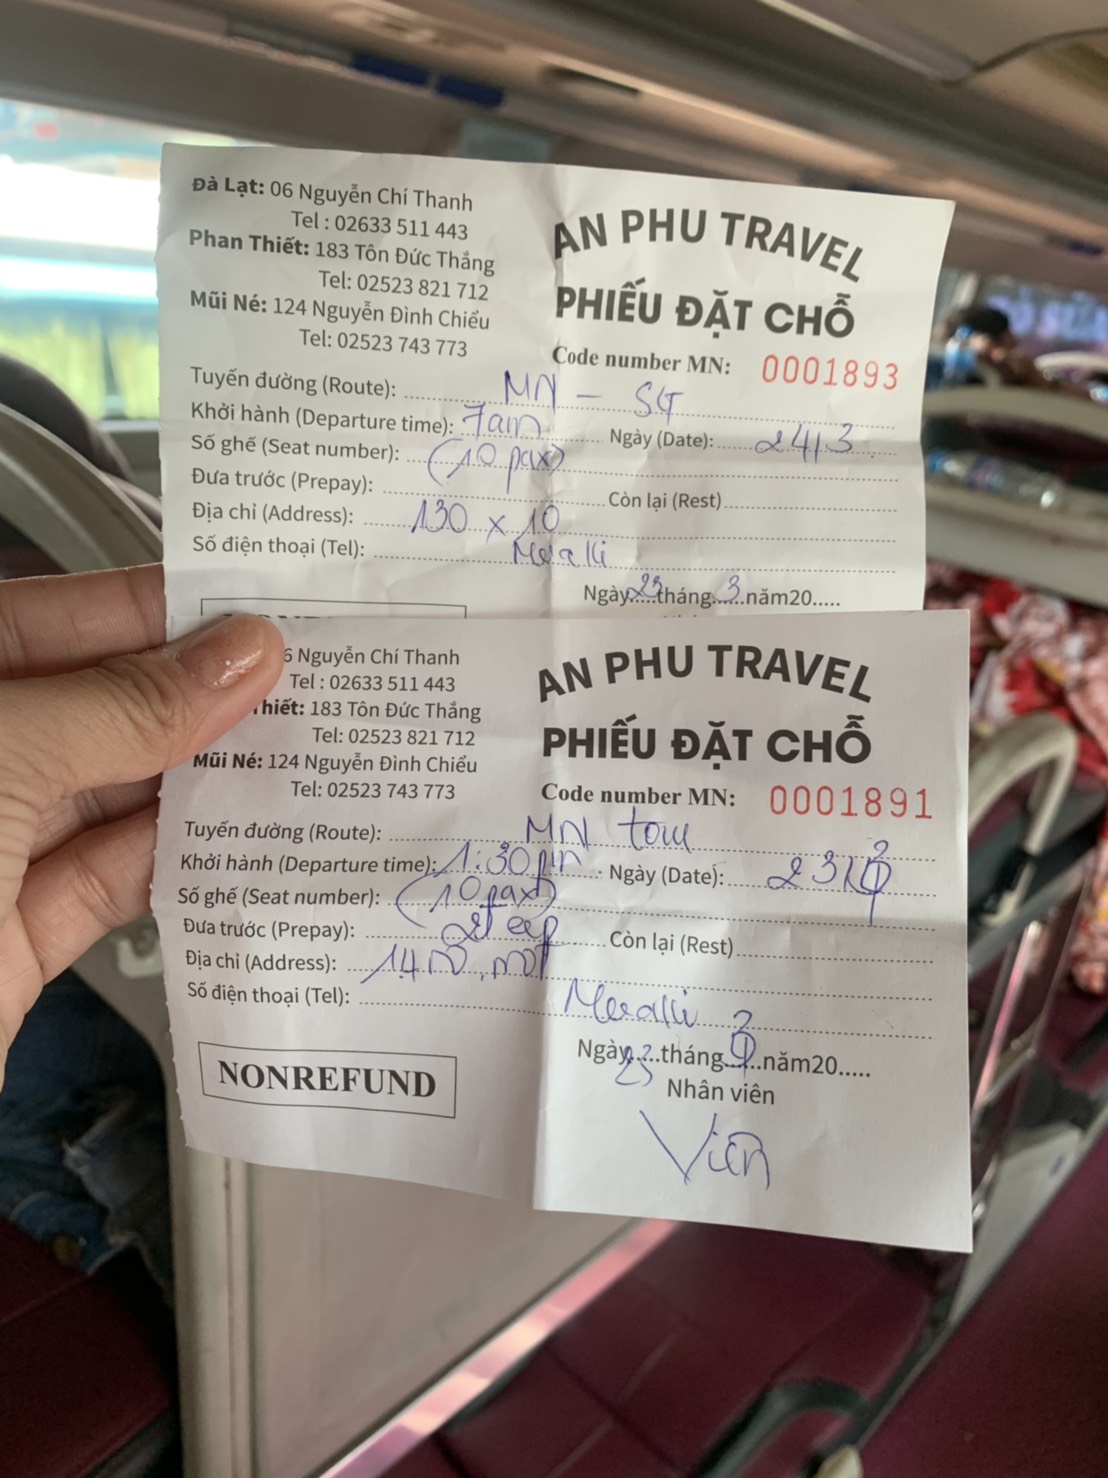 Đà Lạt: 06 Nguyễn Chí Thanh
Tel : 02633 511 443
Phan Thiết: 183 Tôn Đức Thắng
Tel: 02523 821 712
Mũi Né: 124 Nguyễn Đình Chiểu
Tel: 02523 743 773
AN PHU TRAVEL
PHIẾU ĐẶT CHỖ
Code number MN: 0001893
Tuyến đường (Route): MN - SG
Khởi hành (Departure time): 7am Ngày (Date): 24/3
Số ghế (Seat number): (10 pax)
Đưa trước (Prepay): Còn lại (Rest)
Địa chỉ (Address): 130 x 10
Số điện thoại (Tel):
Ngày 23 tháng 3 năm20.....
6 Nguyễn Chí Thanh
Tel : 02633 511 443
Thiết: 183 Tôn Đức Thắng
Tel: 02523 821 712
Mũi Né: 124 Nguyễn Đình Chiểu
Tel: 02523 743 773
AN PHU TRAVEL
PHIẾU ĐẶT CHỖ
Code number MN: 0001891
Tuyến đường (Route): MN tour
Khởi hành (Departure time): 1:30pm Ngày (Date): 23/3
Số ghế (Seat number): (10 pax)
Đưa trước (Prepay): Còn lại (Rest)
Địa chỉ (Address):
Số điện thoại (Tel):
Ngày 23 tháng 3 năm20.....
Nhân viên
NONREFUND